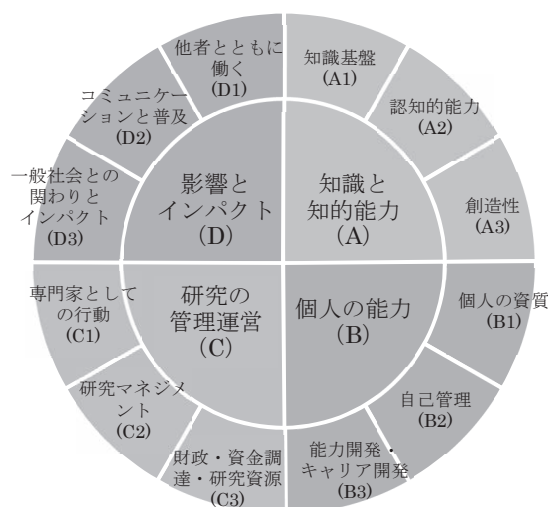 他者とともに
働く
(D1)
知識基盤
(A1)
コミュニケー
ションと普及
(D2)
認知的能力
(A2)
一般社会との
関わりと
インパクト
(D3)
影響と
インパクト
(D)
知識と
知的能力
(A)
創造性
(A3)
専門家として
の行動
(C1)
研究の
管理運営
(C)
個人の能力
(B)
個人の資質
(B1)
研究マネジメ
ント
(C2)
自己管理
(B2)
財政・資金調
達・研究資源
(C3)
能力開発・
キャリア開発
(B3)